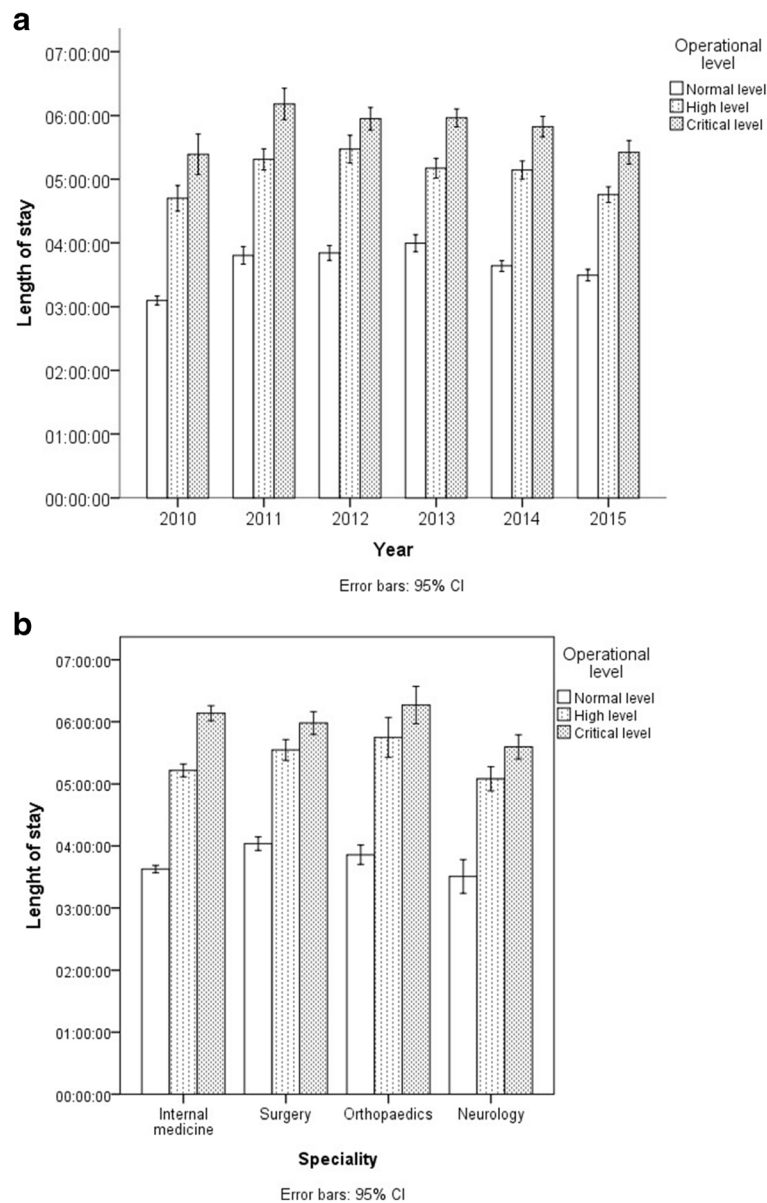 a
Operational
level
Normal level
High level
Critical level
Length of stay
07:00:00
06:00:00
05:00:00
04:00:00
03:00:00
02:00:00
01:00:00
00:00:00
2010 2011 2012 2013 2014 2015
Year
Error bars: 95% CI
b
Operational
level
Normal level
High level
Critical level
Lenght of stay
07:00:00
06:00:00
05:00:00
04:00:00
03:00:00
02:00:00
01:00:00
00:00:00
Internal Surgery Orthopaedics Neurology
medicine
Speciality
Error bars: 95% CI